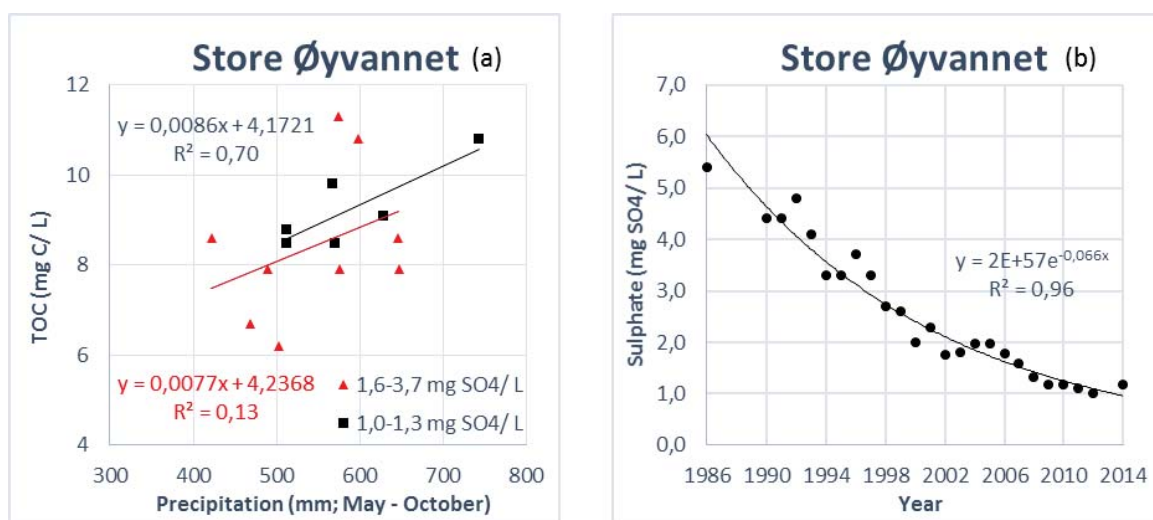 Store Øyvannet (a)
12
10
8
6
4
TOC (mg C/ L)
y = 0,0086x + 4,1721
R² = 0,70
y = 0,0077x + 4,2368
R² = 0,13
1,6-3,7 mg SO4/ L
1,0-1,3 mg SO4/ L
300 400 500 600 700 800
Precipitation (mm; May - October)
Store Øyvannet (b)
7,0
6,0
5,0
4,0
3,0
2,0
1,0
0,0
Sulphate (mg SO4/ L)
y = 2E+57e^-0,066x
R² = 0,96
1986 1990 1994 1998 2002 2006 2010 2014
Year